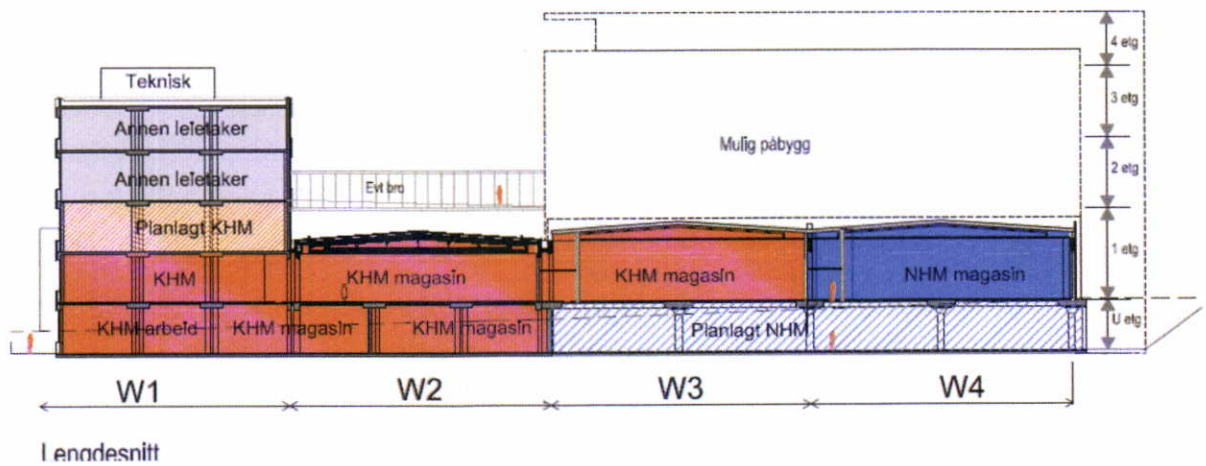 Teknisk
Annen leietaker
Annen leietaker
Planlagt KHM
KHM
KHM arbeid
KHM magasin
KHM magasin
KHM magasin
Evt bro
Mulig påbygg
KHM magasin
NHM magasin
Planlagt NHM
4 etg
3 etg
2 etg
1 etg
U etg
W1
W2
W3
W4
Lengdesnitt